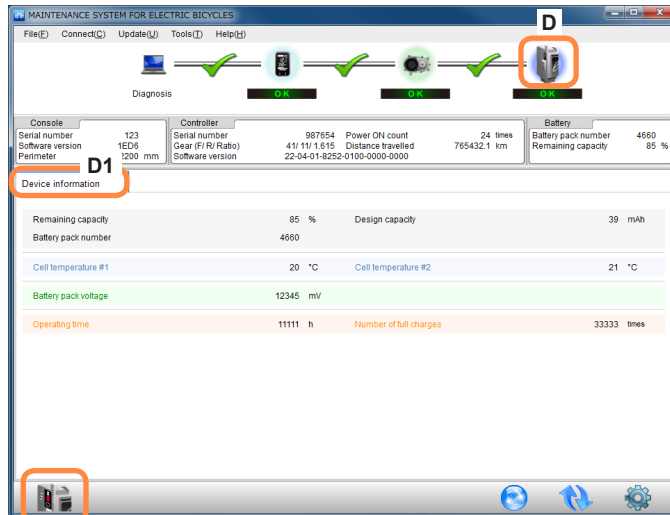 MAINTENANCE SYSTEM FOR ELECTRIC BICYCLES
File(F) Connect(C) Update(U) Tools(T) Help(H)
D
Diagnosis
OK OK OK
Console Controller Battery
Serial number 123 Serial number 987654 Power ON count 24 times Battery pack number 4660
Software version 1ED6 Gear (F/ R/ Ratio) 41/ 11/ 1.615 Distance travelled 765432.1 km Remaining capacity 85 %
Perimeter 2200 mm Software version 22-04-01-8252-0100-0000-0000
D1
Device information
Remaining capacity 85 % Design capacity 39 mAh
Battery pack number 4660
Cell temperature #1 20 °C Cell temperature #2 21 °C
Battery pack voltage 12345 mV
Operating time 11111 h Number of full charges 33333 times